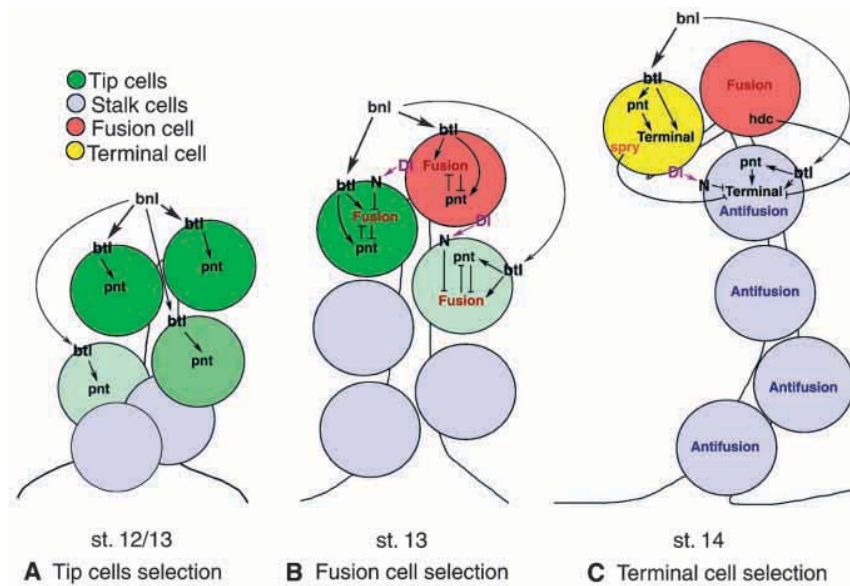 Tip cells
Stalk cells
Fusion cell
Terminal cell
bnl
btl
pnt
btl
pnt
btl
pnt
btl
pnt
st. 12/13
A Tip cells selection
bnl
btl
Fusion
pnt
Dl
btl
N
Fusion
pnt
Dl
N
pnt
btl
Fusion
st. 13
B Fusion cell selection
bnl
btl
pnt
Terminal
spry
Fusion
hdc
Dl
N
pnt
btl
Terminal
Antifusion
Antifusion
Antifusion
Antifusion
st. 14
C Terminal cell selection